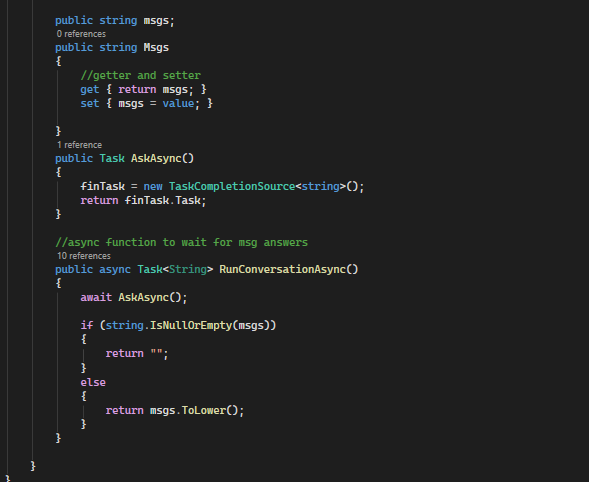 public string msgs;
0 references
public string Msgs
{
//getter and setter
get { return msgs; }
set { msgs = value; }
}
1 reference
public Task AskAsync()
{
finTask = new TaskCompletionSource<string>();
return finTask.Task;
}
//async function to wait for msg answers
10 references
public async Task<String> RunConversationAsync()
{
await AskAsync();
if (string.IsNullOrEmpty(msgs))
{
return "";
}
else
{
return msgs.ToLower();
}
}
}
}